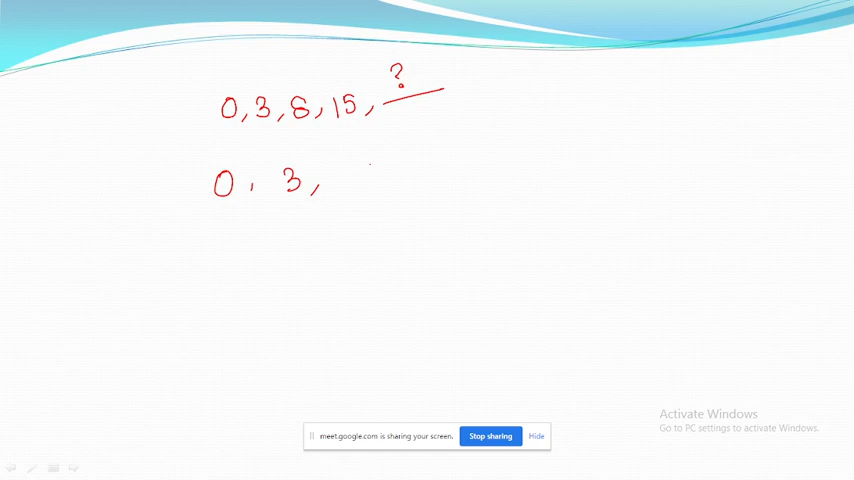 ?
0, 3, 8, 15,
0, 3,
Activate Windows
Go to PC settings to activate Windows.
meet.google.com is sharing your screen. Stop sharing Hide